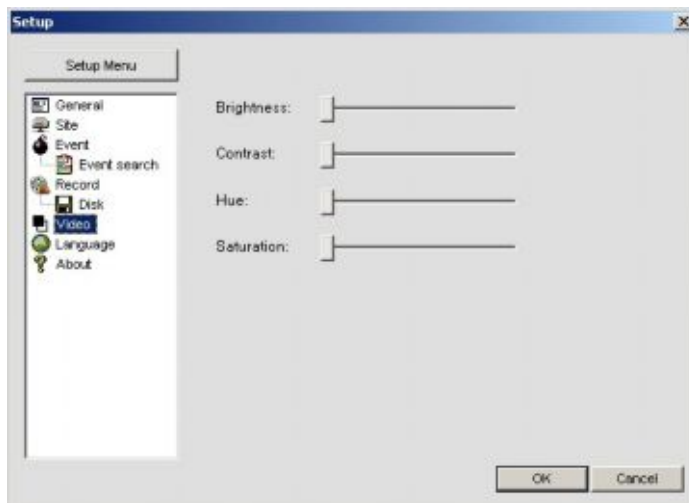 Setup
Setup Menu
General
Site
Event
Event search
Record
Disk
Video
Language
About
Brightness:
Contrast:
Hue:
Saturation:
OK
Cancel